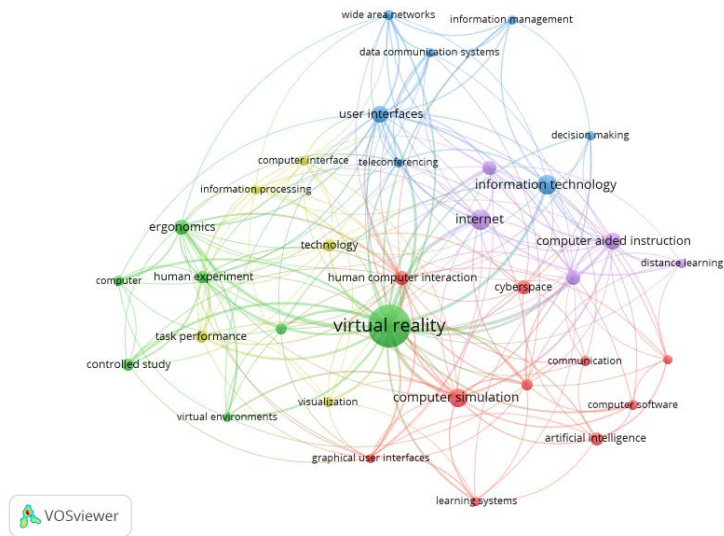 wide area networks
information management
data communication systems
user interfaces
decision making
computer interface
teleconferencing
information processing
information technology
internet
ergonomics
technology
computer aided instruction
distance learning
computer
human experiment
human computer interaction
cyberspace
virtual reality
task performance
controlled study
communication
visualization
computer simulation
computer software
virtual environments
artificial intelligence
graphical user interfaces
learning systems
VOSviewer